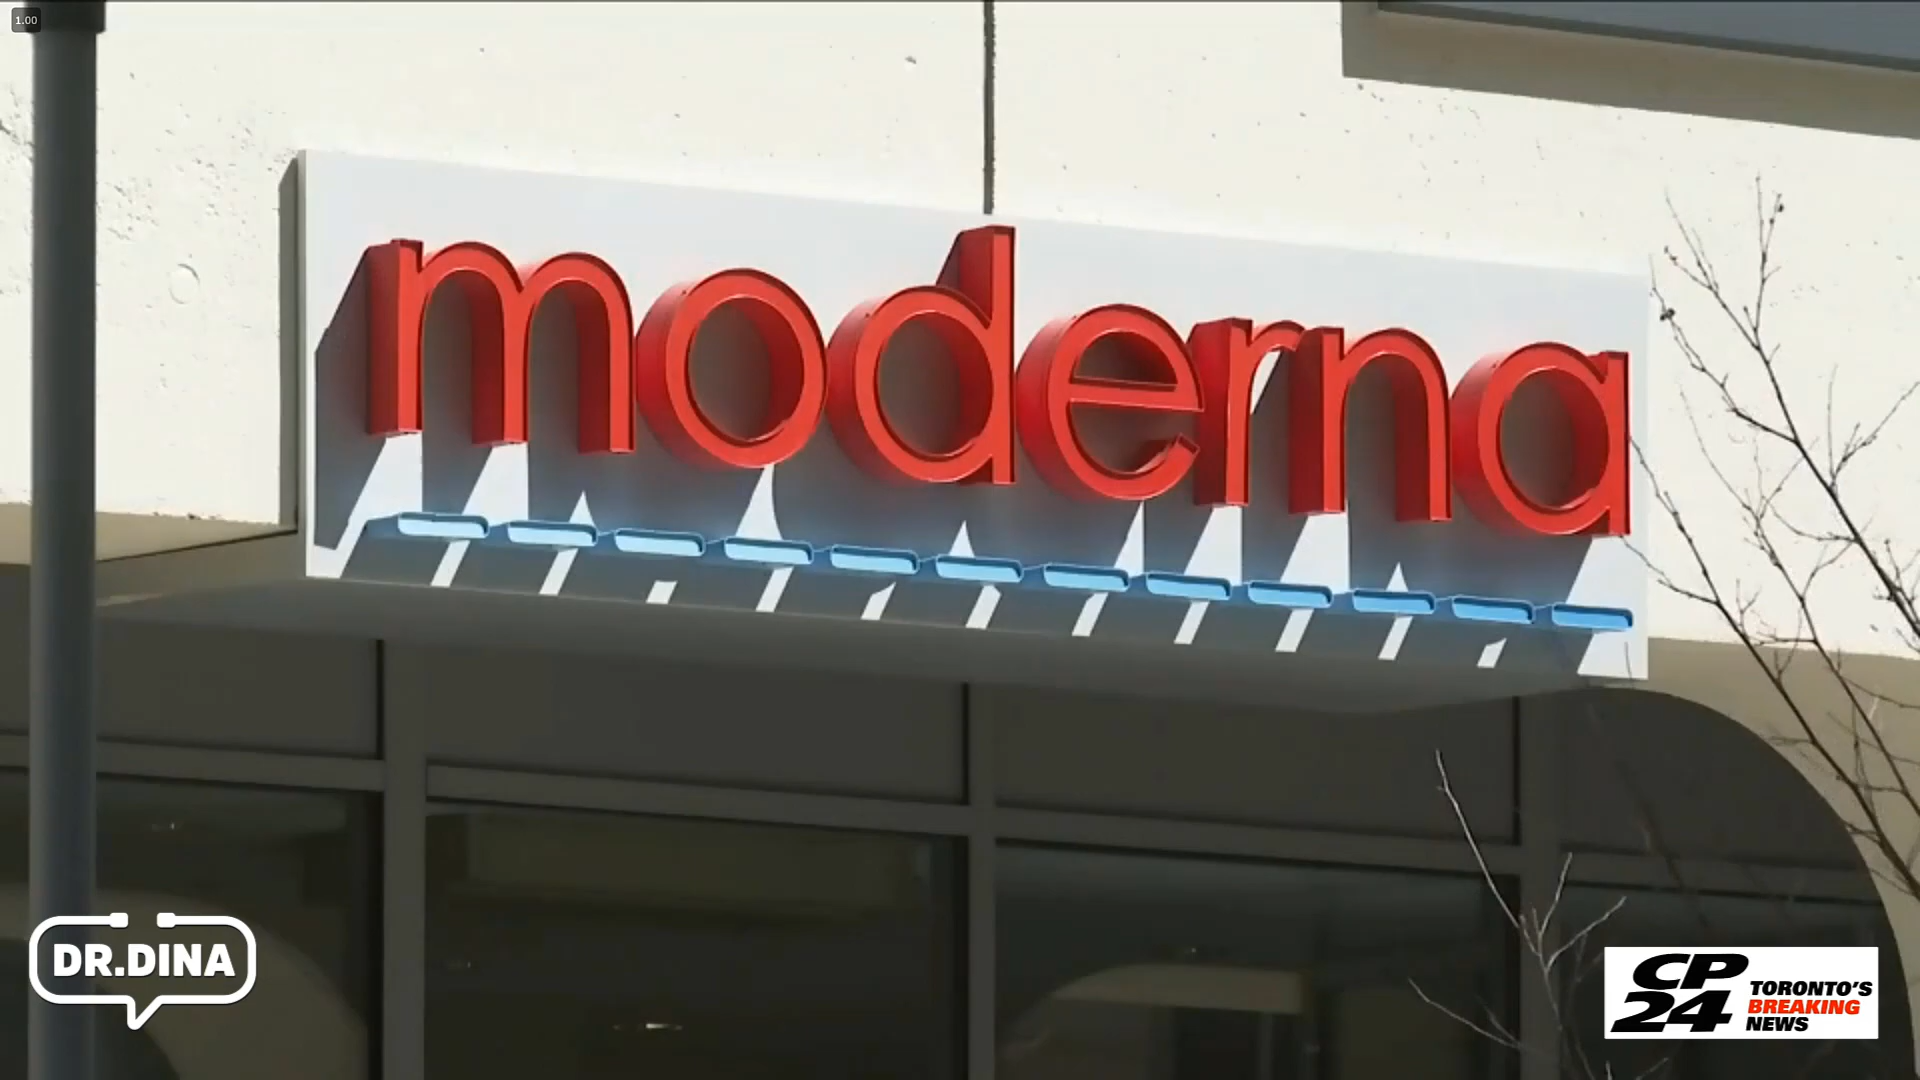 1.00
moderna
DR.DINA
CP
24
TORONTO'S
BREAKING
NEWS